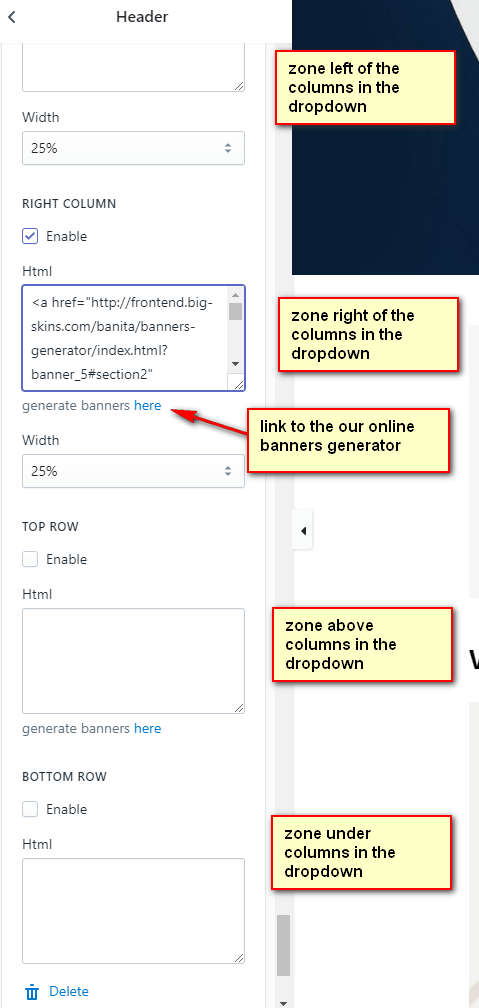 Header
zone left of the
columns in the
dropdown
Width
25%
RIGHT COLUMN
Enable
Html
<a href="http://frontend.big-
skins.com/banita/banners-
generator/index.html?
banner_5#section2"
zone right of the
columns in the
dropdown
generate banners here
link to the our online
banners generator
Width
25%
TOP ROW
Enable
Html
zone above
columns in the
dropdown
generate banners here
BOTTOM ROW
Enable
Html
zone under
columns in the
dropdown
Delete